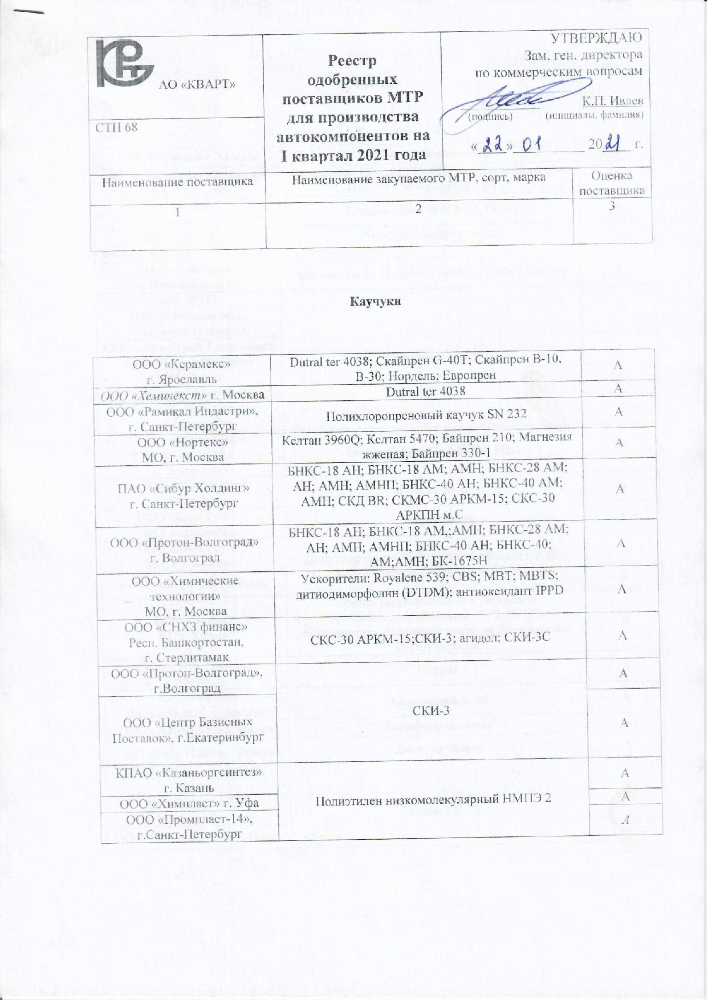 АО «КВАРТ»
СТП 68
Реестр
одобренных
поставщиков МТР
для производства
автокомпонентов на
I квартал 2021 года
УТВЕРЖДАЮ
Зам. ген. директора
по коммерческим вопросам
К.П. Ивлев
(подпись) (инициалы, фамилия)
«22» 01 2021 г.
Наименование поставщика
Наименование закупаемого МТР, сорт, марка
Оценка
поставщика
1
2
3
Каучуки
ООО «Керамекс»
г. Ярославль
Dutral ter 4038; Скайпрен G-40T; Скайпрен В-10,
В-30; Нордель; Европрен
А
ООО «Химинекст» г. Москва
Dutral ter 4038
А
ООО «Рамикал Индастри»,
г. Санкт-Петербург
Полихлоропреновый каучук SN 232
А
ООО «Нортекс»
МО, г. Москва
Келтан 3960Q; Келтан 5470; Байпрен 210; Магнезия
жженая; Байпрен 330-1
А
ПАО «Сибур Холдинг»
г. Санкт-Петербург
БНКС-18 АН; БНКС-18 АМ; АМН; БНКС-28 АМ;
АН; АМН; АМНП; БНКС-40 АН; БНКС-40 АМ;
АМН; СКД BR; СКМС-30 АРКМ-15; СКС-30
АРКПН м.С
А
ООО «Протон-Волгоград»
г. Волгоград
БНКС-18 АН; БНКС-18 АМ,;АМН; БНКС-28 АМ;
АН; АМН; АМНП; БНКС-40 АН; БНКС-40;
АМ;АМН; БК-1675Н
А
ООО «Химические
технологии»
МО, г. Москва
Ускорители: Royalene 539; CBS; MBT; MBTS;
дитиодиморфолин (DTDM); антиоксидант IPPD
А
ООО «СНХЗ финанс»
Респ. Башкортостан,
г. Стерлитамак
СКС-30 АРКМ-15;СКИ-3; агидол; СКИ-3С
А
ООО «Протон-Волгоград»,
г.Волгоград
А
СКИ-3
ООО «Центр Базисных
Поставок», г.Екатеринбург
А
КПАО «Казаньоргсинтез»
г. Казань
А
Полиэтилен низкомолекулярный НМПЭ 2
ООО «Химпласт» г. Уфа
А
ООО «Промпласт-14»,
г.Санкт-Петербург
А